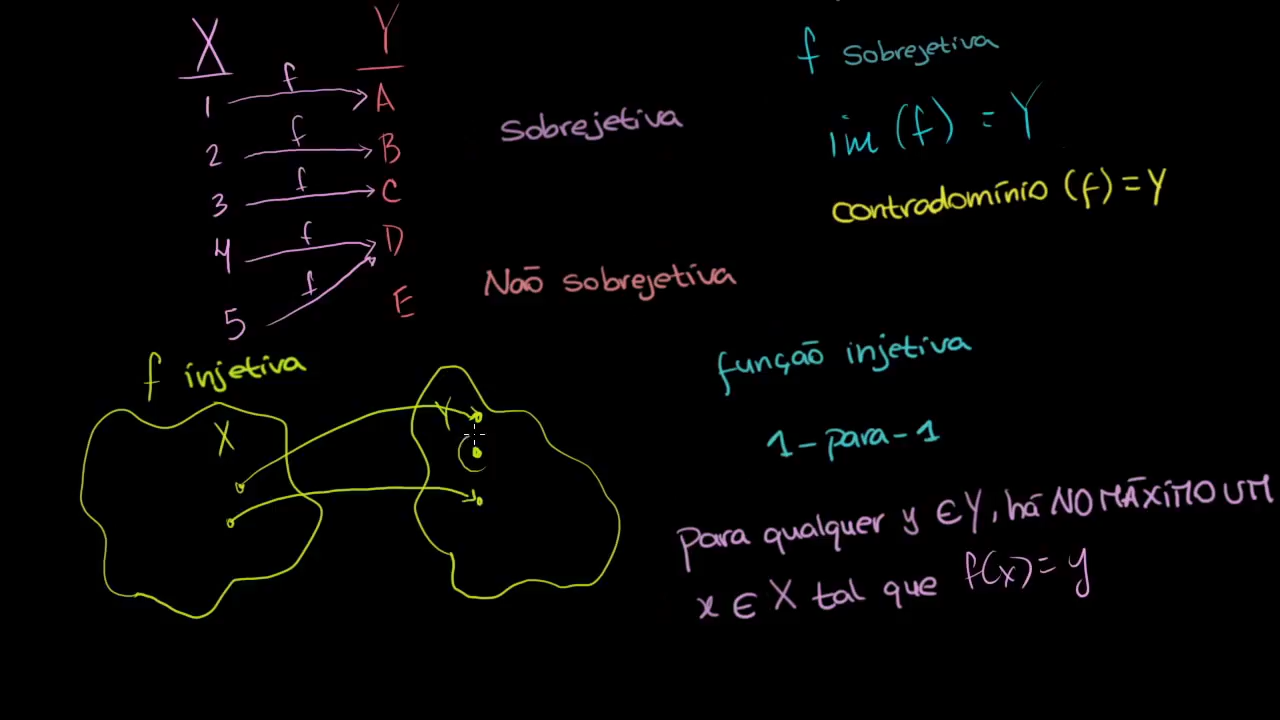 X Y
1 f A
2 f B
3 f C
4 f D
5 f E
Sobrejetiva
Não sobrejetiva
f sobrejetiva
im (f) = Y
contradomínio (f) = Y
f injetiva
X Y
função injetiva
1-para-1
para qualquer y ∈ Y, há NO MÁXIMO UM
x ∈ X tal que f(x) = y